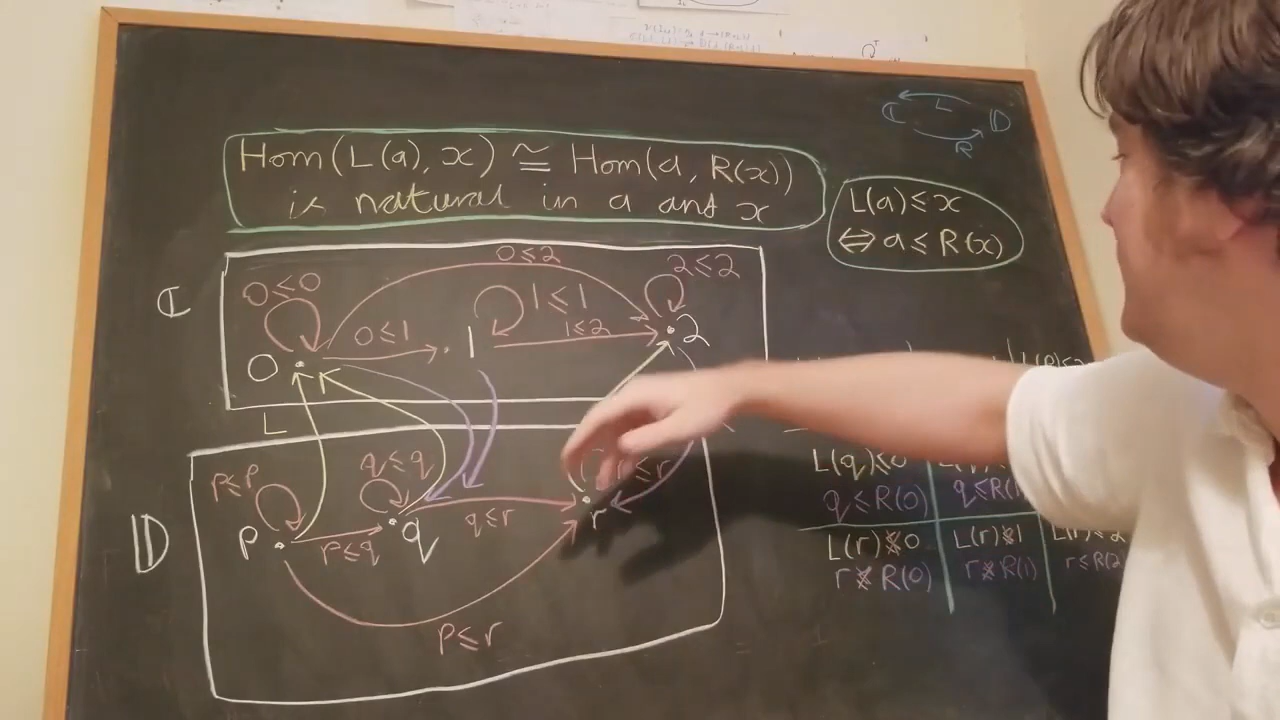 ℂ L 𝔻
R
Hom(L(a), x) ≅ Hom(a, R(x))
is natural in a and x
L(a) ≤ x
⇔ a ≤ R(x)
ℂ
0≤0
0≤2
2≤2
0≤1
1≤1
1≤2
0
1
2
L
𝔻
p≤p
q≤q
p
p≤q
q
q≤r
r
p≤r
L(q)≤0
q≤R(0)
q≤R(1
L(r)≰0
L(r)≰1
r≰R(0)
r≰R(1)
r≤R(2)